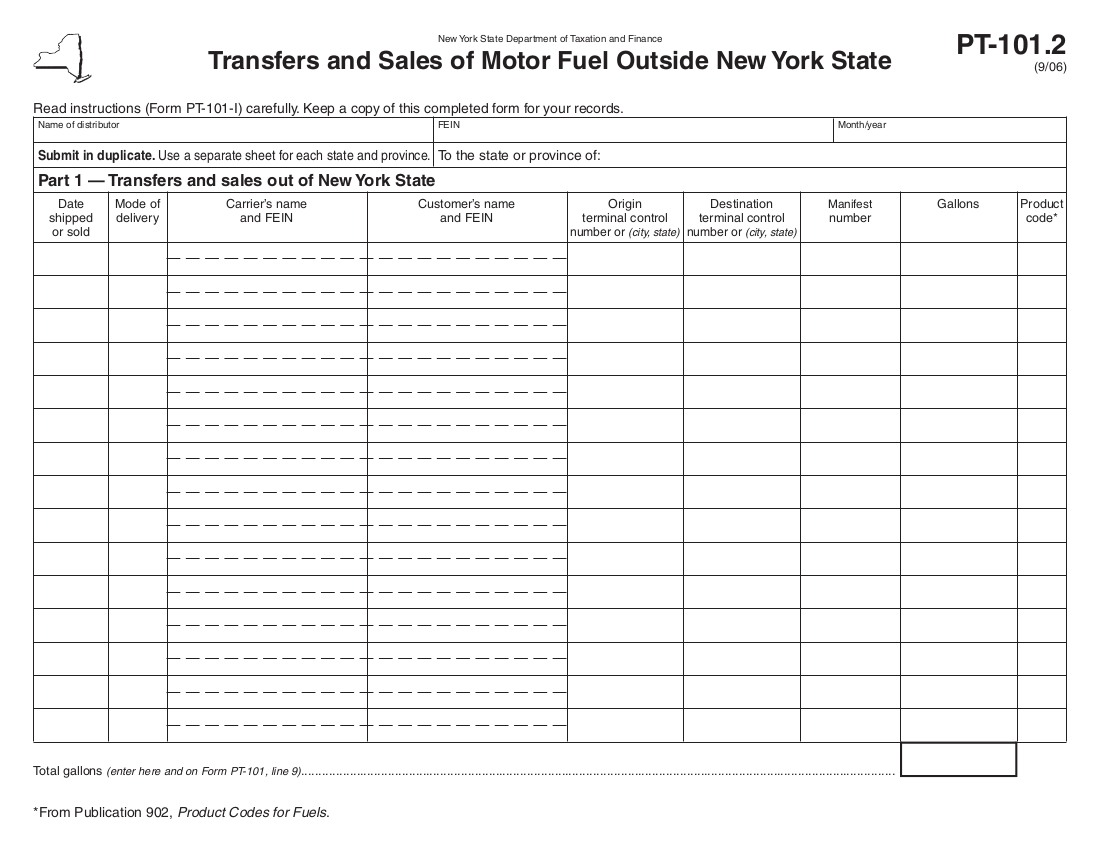 New York State Department of Taxation and Finance
Transfers and Sales of Motor Fuel Outside New York State
PT-101.2
(9/06)
Read instructions (Form PT-101-I) carefully. Keep a copy of this completed form for your records.
Name of distributor
FEIN
Month/year
Submit in duplicate. Use a separate sheet for each state and province.
To the state or province of:
Part 1 — Transfers and sales out of New York State
Date
shipped
or sold
Mode of
delivery
Carrier's name
and FEIN
Customer's name
and FEIN
Origin
terminal control
number or (city, state)
Destination
terminal control
number or (city, state)
Manifest
number
Gallons
Product
code*
Total gallons (enter here and on Form PT-101, line 9)
*From Publication 902, Product Codes for Fuels.